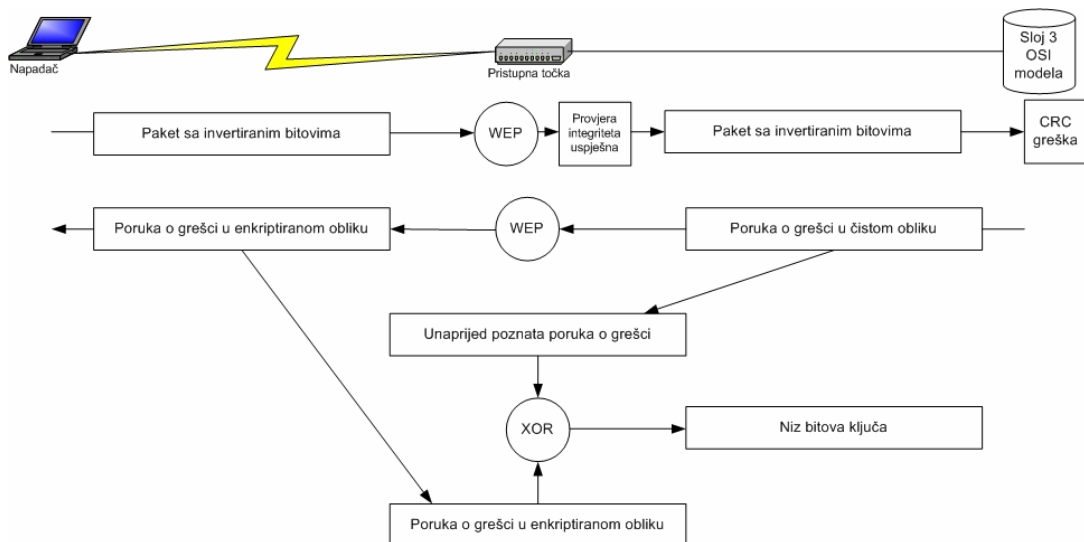 Napadač
Pristupna točka
Sloj 3
OSI
modela
Paket sa invertiranim bitovima
WEP
Provjera
integriteta
uspješna
Paket sa invertiranim bitovima
CRC
greška
Poruka o grešci u enkriptiranom obliku
WEP
Poruka o grešci u čistom obliku
Unaprijed poznata poruka o grešci
XOR
Niz bitova ključa
Poruka o grešci u enkriptiranom obliku